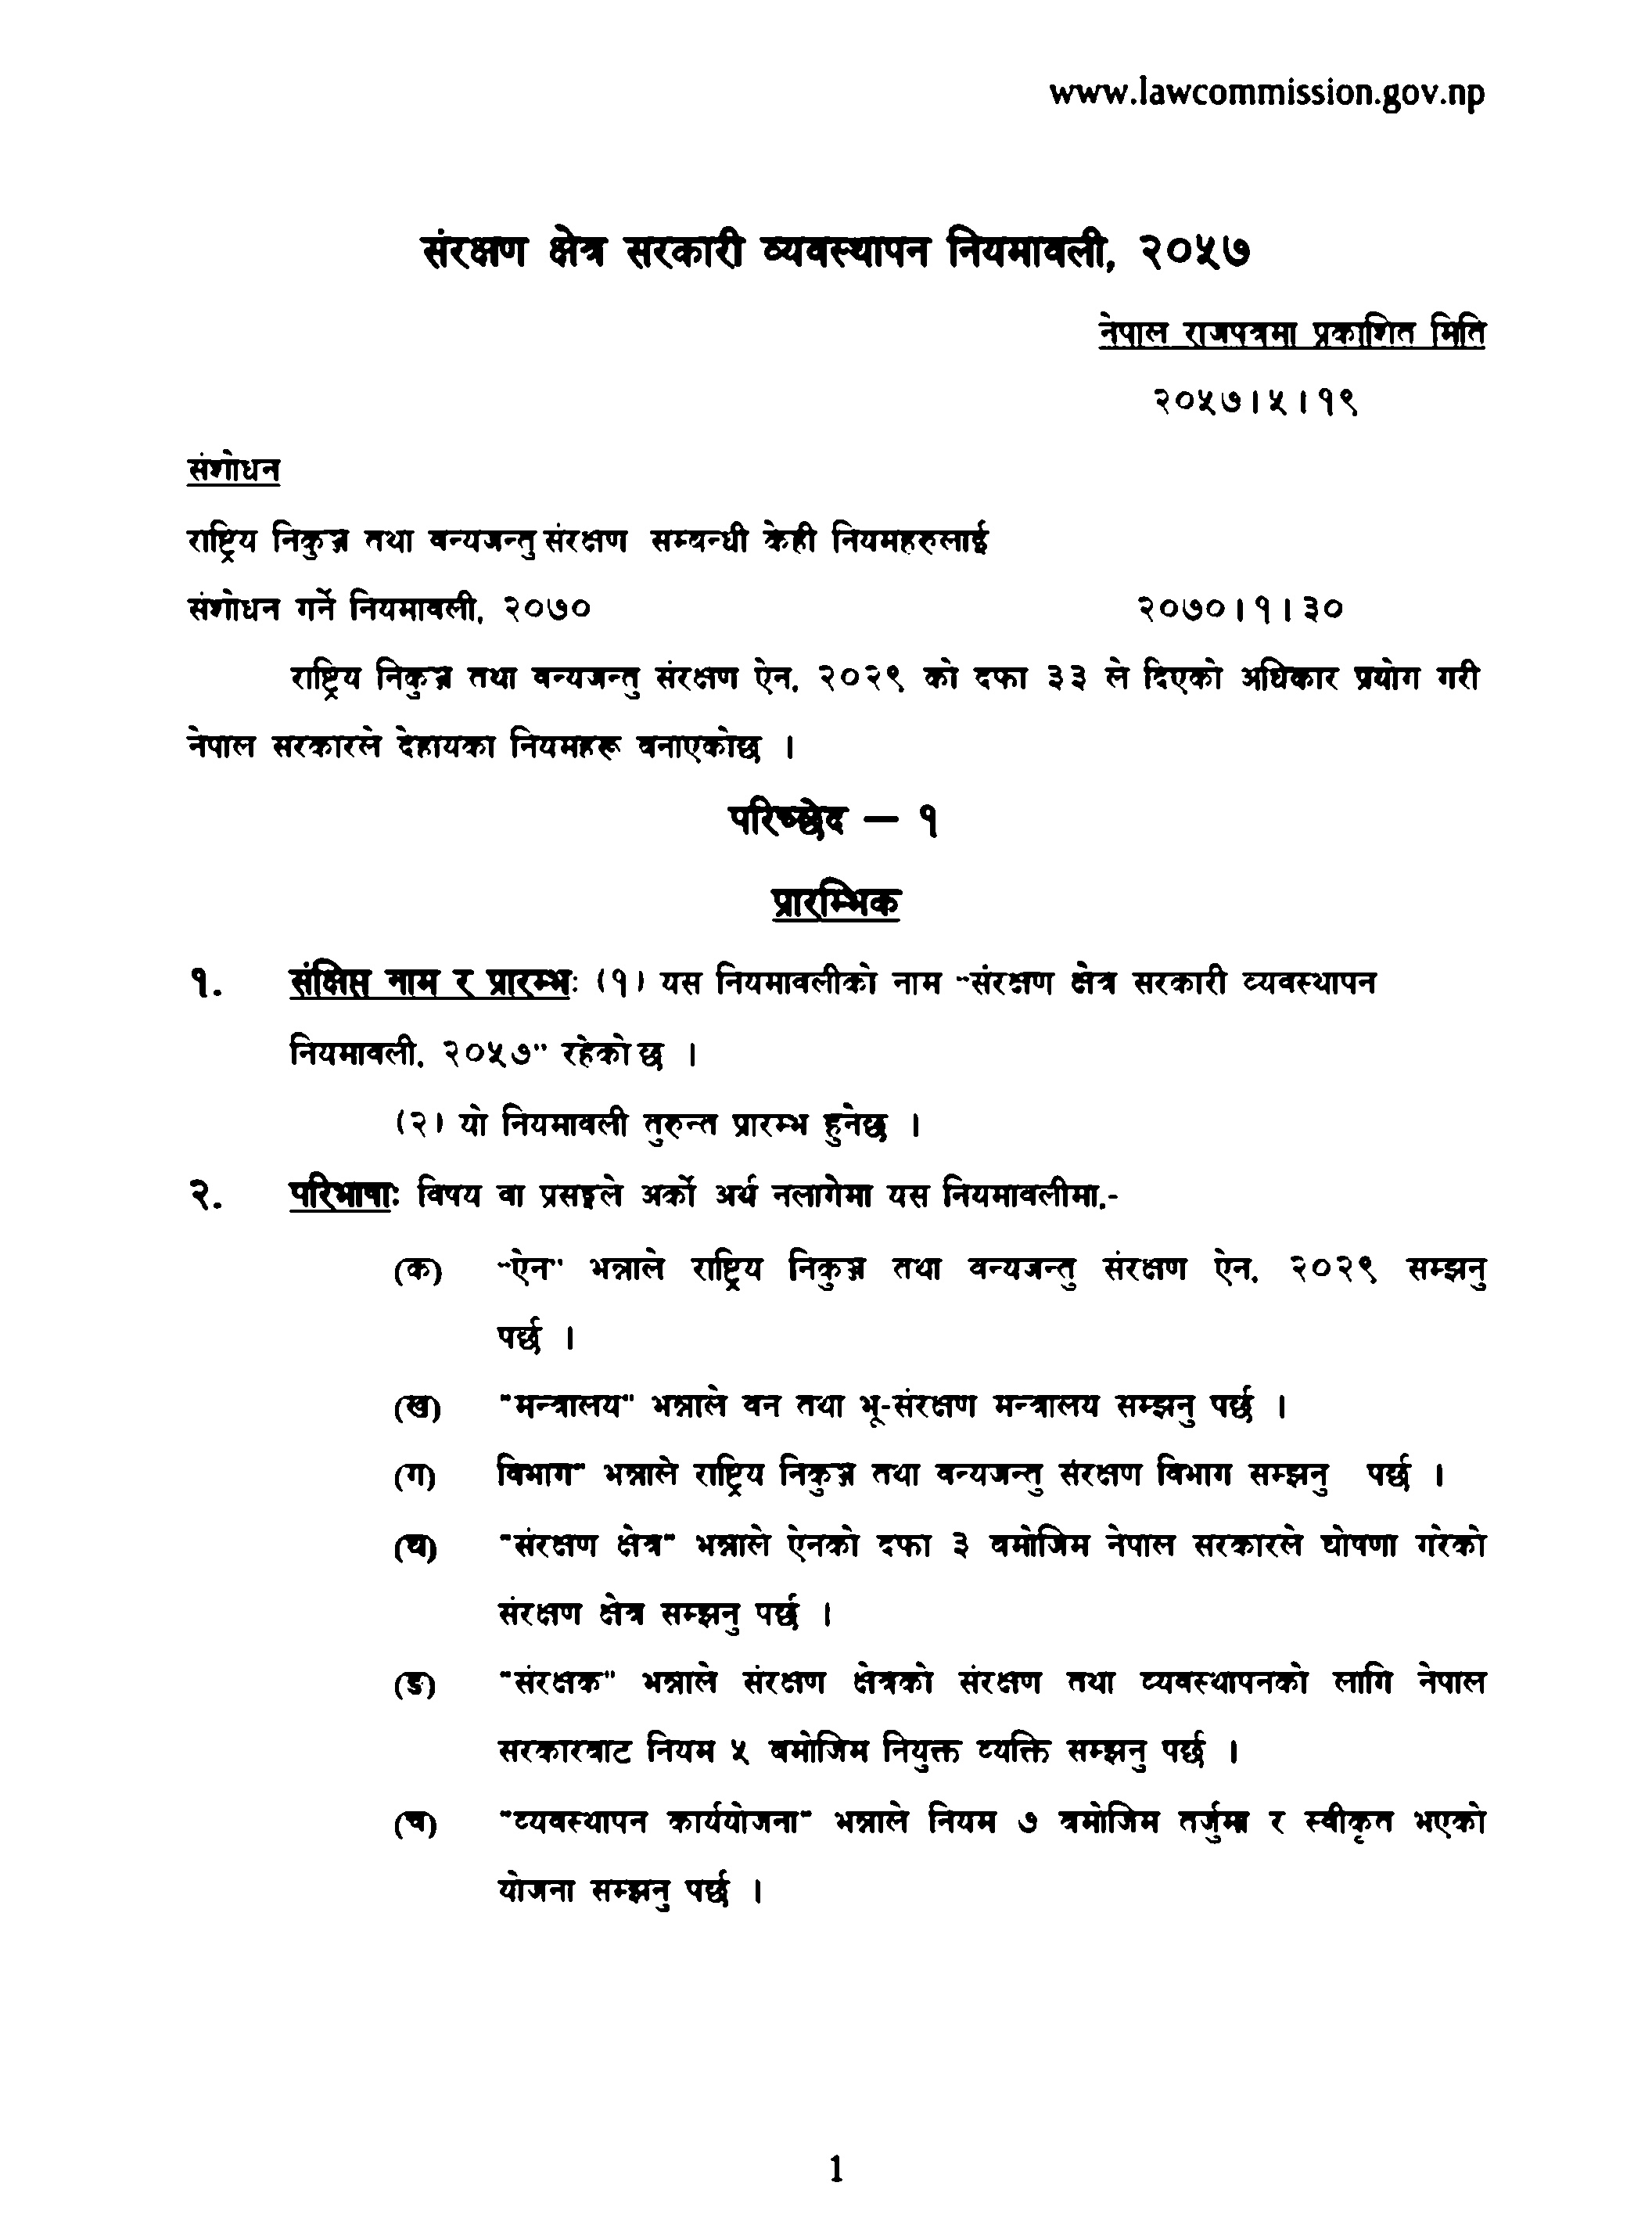 www.lawcommission.gov.np
संरक्षण क्षेत्र सरकारी व्यवस्थापन नियमावली, २०५७
नेपाल राजपत्रमा प्रकाशित मिति
२०५७।५।१९
संशोधन
राष्ट्रिय निकुञ्ज तथा वन्यजन्तु संरक्षण सम्बन्धी केही नियमहरुलाई
संशोधन गर्ने नियमावली, २०७० २०७०।१।३०
राष्ट्रिय निकुञ्ज तथा वन्यजन्तु संरक्षण ऐन, २०२९ को दफा ३३ ले दिएको अधिकार प्रयोग गरी
नेपाल सरकारले देहायका नियमहरू बनाएकोछ ।
परिच्छेद – १
प्रारम्भिक
१. संक्षिप्त नाम र प्रारम्भः (१) यस नियमावलीको नाम "संरक्षण क्षेत्र सरकारी व्यवस्थापन
नियमावली, २०५७" रहेको छ ।
(२) यो नियमावली तुरुन्त प्रारम्भ हुनेछ ।
२. परिभाषाः विषय वा प्रसङ्गले अर्को अर्थ नलागेमा यस नियमावलीमा,-
(क) "ऐन" भन्नाले राष्ट्रिय निकुञ्ज तथा वन्यजन्तु संरक्षण ऐन, २०२९ सम्झनु
पर्छ ।
(ख) "मन्त्रालय" भन्नाले वन तथा भू-संरक्षण मन्त्रालय सम्झनु पर्छ ।
(ग) विभाग" भन्नाले राष्ट्रिय निकुञ्ज तथा वन्यजन्तु संरक्षण विभाग सम्झनु पर्छ ।
(घ) "संरक्षण क्षेत्र" भन्नाले ऐनको दफा ३ बमोजिम नेपाल सरकारले घोषणा गरेको
संरक्षण क्षेत्र सम्झनु पर्छ ।
(ङ) "संरक्षक" भन्नाले संरक्षण क्षेत्रको संरक्षण तथा व्यवस्थापनको लागि नेपाल
सरकारबाट नियम ५ बमोजिम नियुक्त व्यक्ति सम्झनु पर्छ ।
(च) "व्यवस्थापन कार्ययोजना" भन्नाले नियम ७ बमोजिम तर्जुमा र स्वीकृत भएको
योजना सम्झनु पर्छ ।
1